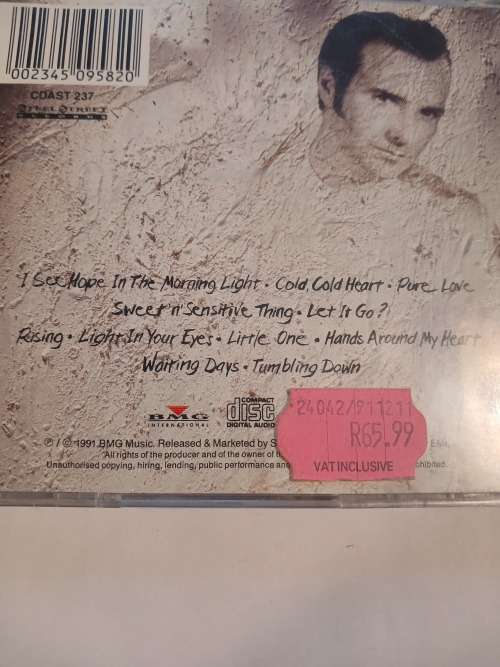 002345 095820
COAST 237
STREET
RECORDS
I See Hope In The Morning Light • Cold, Cold Heart • Pure Love
Sweet 'n' Sensitive Thing • Let It Go?
Rising • Light In Your Eyes • Little One • Hands Around My Heart
Waiting Days • Tumbling Down
BMG
INTERNATIONAL
COMPACT
disc
DIGITAL AUDIO
24042/911211
R65.99
VAT INCLUSIVE
℗ / © 1991 BMG Music. Released & Marketed by S
All rights of the producer and of the owner of
Unauthorised copying, hiring, lending, public performance and